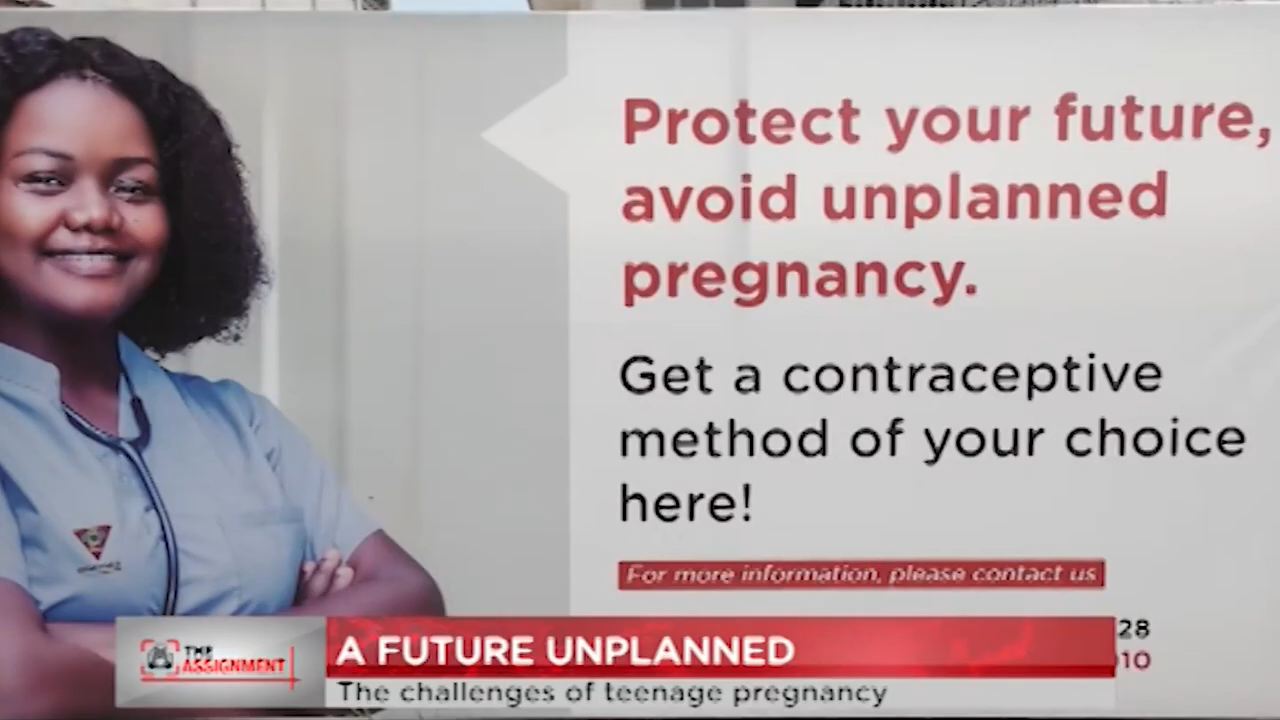 Protect your future,
avoid unplanned
pregnancy.
Get a contraceptive
method of your choice
here!
For more information, please contact us
28
10
THE
ASSIGNMENT
A FUTURE UNPLANNED
The challenges of teenage pregnancy